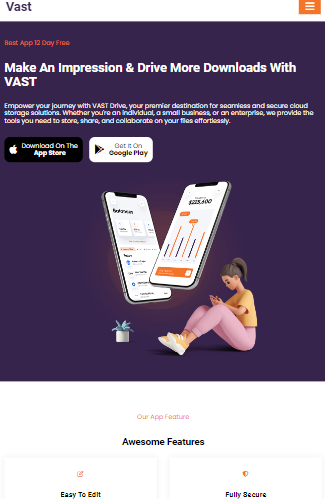 Vast
Best App 12 Day Free
Make An Impression & Drive More Downloads With
VAST
Empower your journey with VAST Drive, your premier destination for seamless and secure cloud
storage solutions. Whether you're an individual, a small business, or an enterprise, we provide the
tools you need to store, share, and collaborate on your files effortlessly.
Download On The
App Store
Get It On
Google Play
Balances
$223,600
Our App Feature
Awesome Features
Easy To Edit
Fully Secure